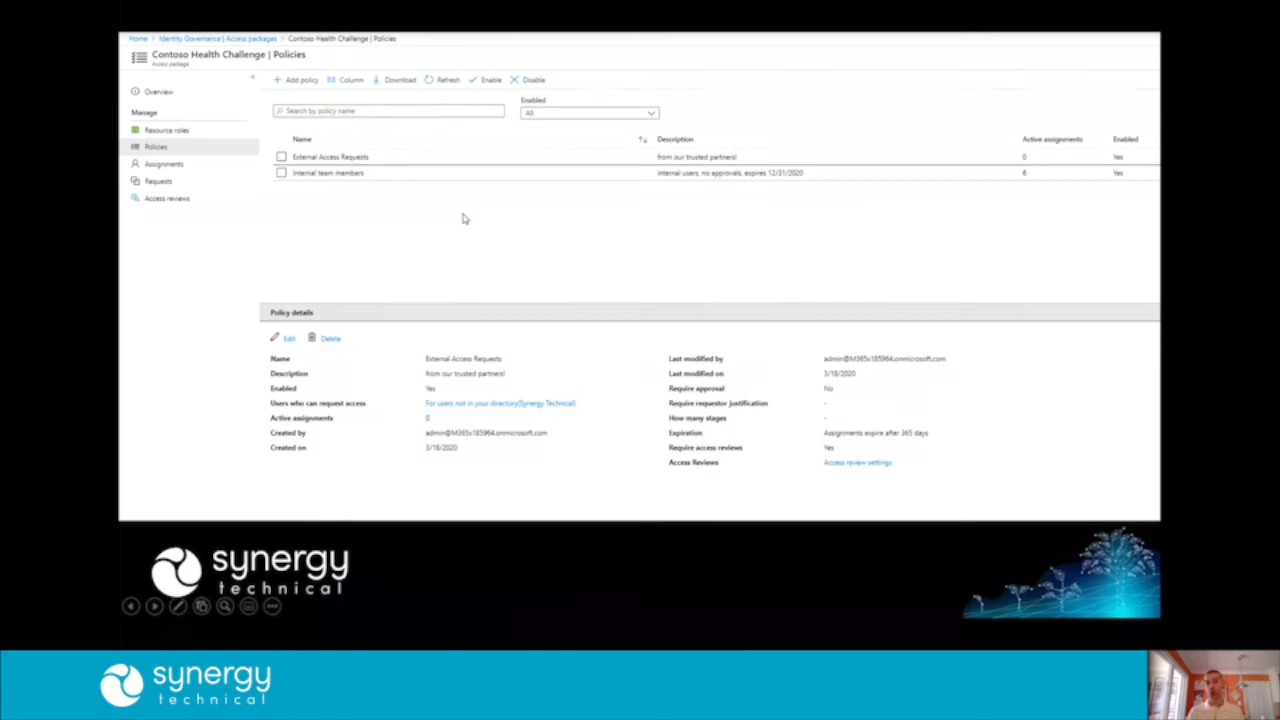 Home > Identity Governance | Access packages > Contoso Health Challenge | Policies
Contoso Health Challenge | Policies
Access package
Overview
Manage
Resource roles
Policies
Assignments
Requests
Access reviews
Add policy Column Download Refresh Enable Disable
Search by policy name
Enabled
All
Name Description Active assignments Enabled
External Access Requests from our trusted partners! 0 Yes
Internal team members internal users, no approvals, expires 12/31/2020 6 Yes
Policy details
Edit Delete
Name External Access Requests
Description from our trusted partners!
Enabled Yes
Users who can request access For users not in your directory(Synergy Technical)
Active assignments 0
Created by admin@M365x185964.onmicrosoft.com
Created on 3/18/2020
Last modified by admin@M365x185964.onmicrosoft.com
Last modified on 3/18/2020
Require approval No
Require requestor justification -
How many stages -
Expiration Assignments expire after 365 days
Require access reviews Yes
Access Reviews Access review settings
synergy
technical
synergy
technical